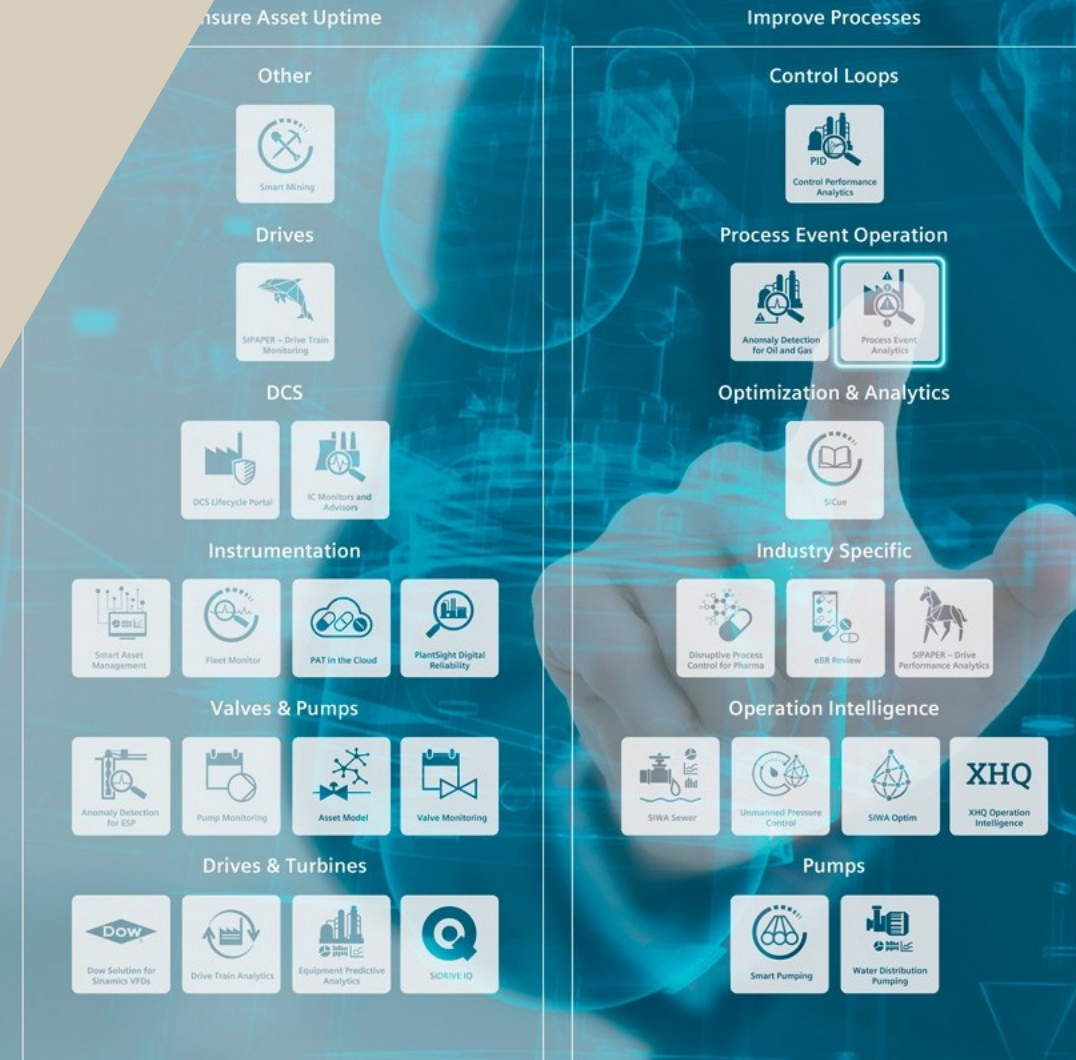 nsure Asset Uptime
Other
Smart Mining
Drives
SIPAPER – Drive Train
Monitoring
DCS
DCS Lifecycle Portal
IC Monitors and
Advisors
Instrumentation
Smart Asset
Management
Fleet Monitor
PAT in the Cloud
PlantSight Digital
Reliability
Valves & Pumps
Anomaly Detection
for ESP
Pump Monitoring
Asset Model
Valve Monitoring
Drives & Turbines
Dow
Dow Solution for
Sinamics VFDs
Drive Train Analytics
Equipment Predictive
Analytics
SiDRIVE IQ
Improve Processes
Control Loops
PID
Control Performance
Analytics
Process Event Operation
Anomaly Detection
for Oil and Gas
Process Event
Analytics
Optimization & Analytics
SiCue
Industry Specific
Disruptive Process
Control for Pharma
eBR Review
SIPAPER – Drive
Performance Analytics
Operation Intelligence
SIWA Sewer
Unmanned Pressure
Control
SIWA Optim
XHQ
XHQ Operation
Intelligence
Pumps
Smart Pumping
Water Distribution
Pumping